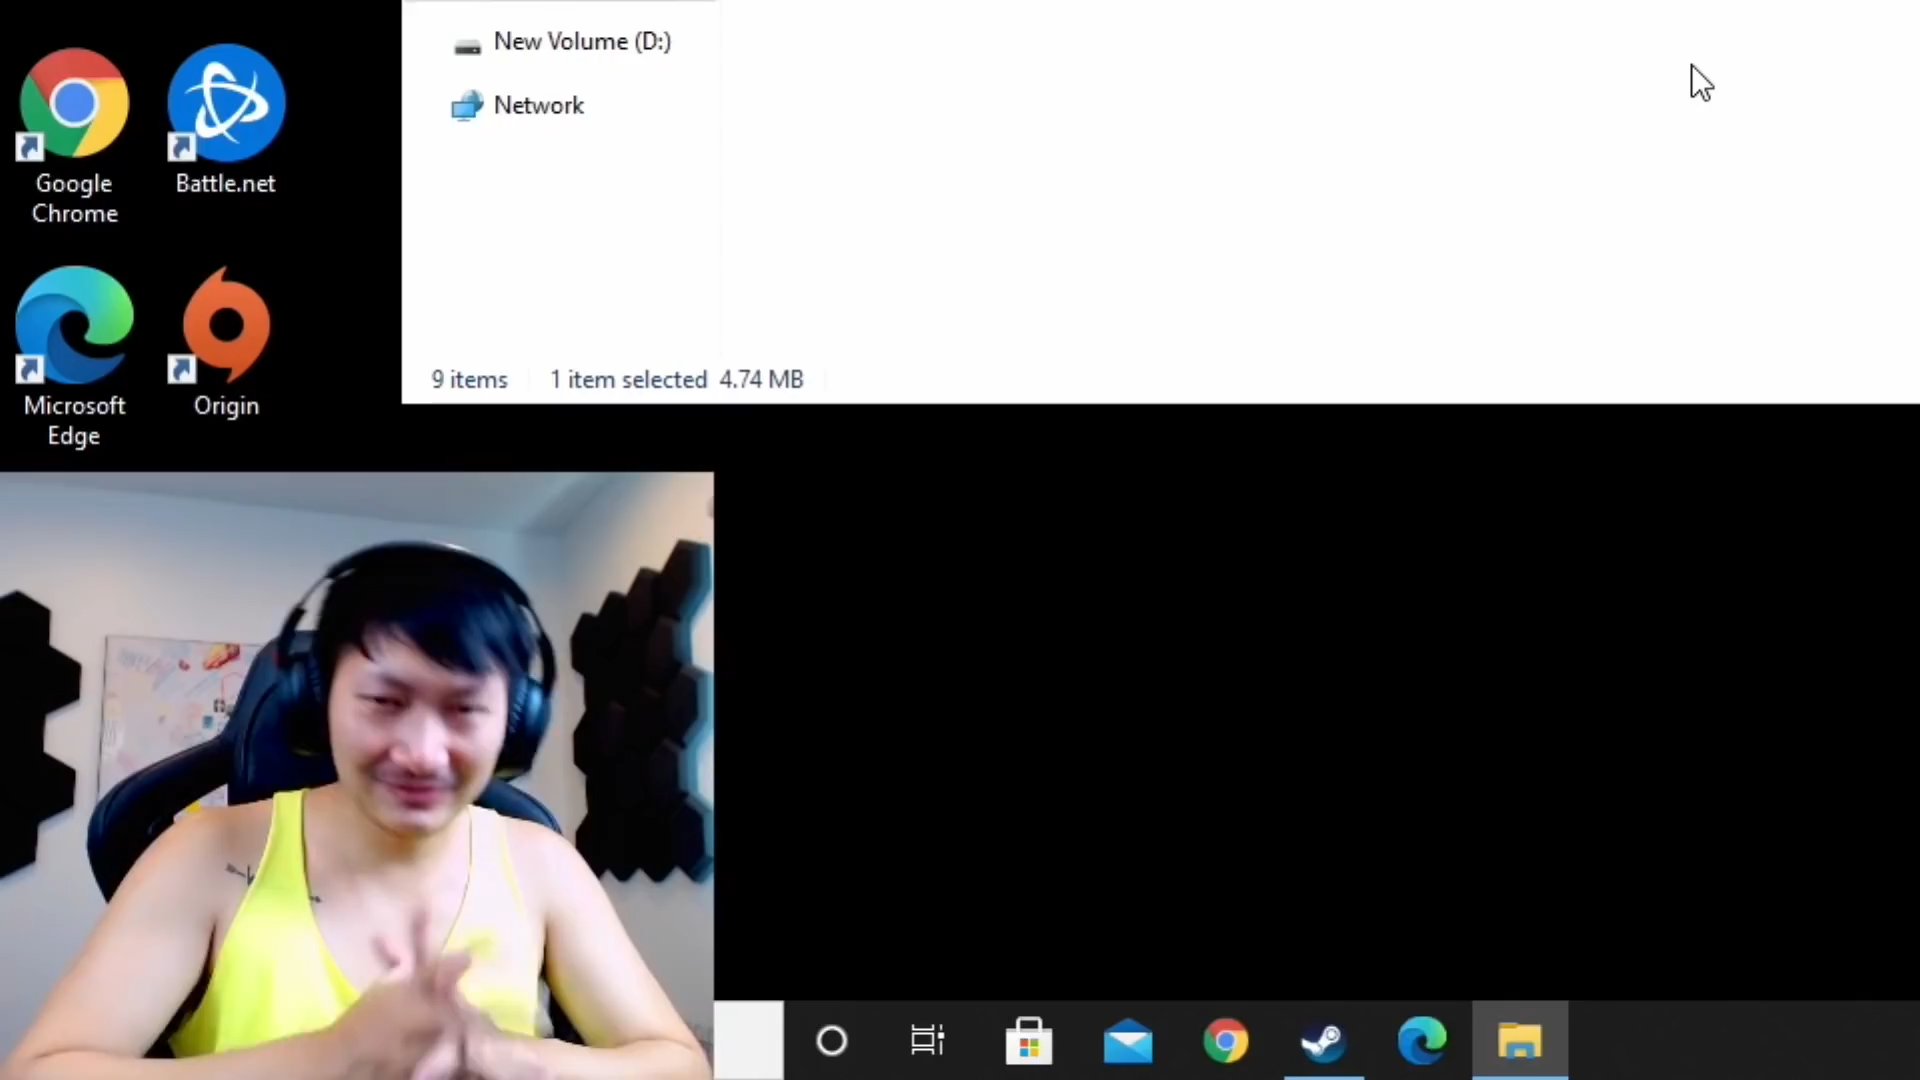 New Volume (D:)
Network
Google
Chrome
Battle.net
Microsoft
Edge
Origin
9 items
1 item selected 4.74 MB